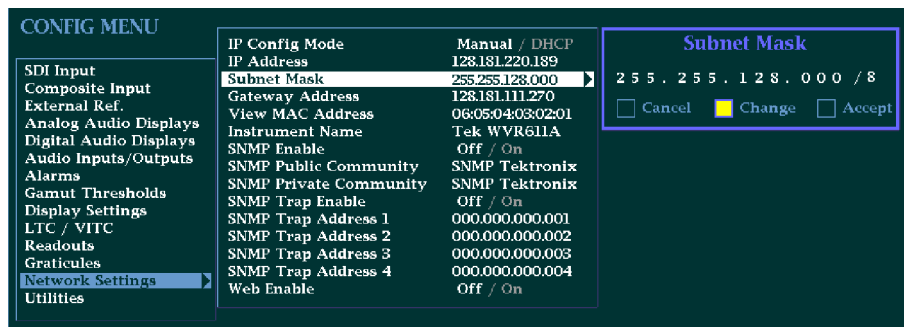 CONFIG MENU
SDI Input
Composite Input
External Ref.
Analog Audio Displays
Digital Audio Displays
Audio Inputs/Outputs
Alarms
Gamut Thresholds
Display Settings
LTC / VITC
Readouts
Graticules
Network Settings
Utilities
IP Config Mode Manual / DHCP
IP Address 128.181.220.189
Subnet Mask 255.255.128.000
Gateway Address 128.181.111.270
View MAC Address 06:05:04:03:02:01
Instrument Name Tek WVR611A
SNMP Enable Off / On
SNMP Public Community SNMP Tektronix
SNMP Private Community SNMP Tektronix
SNMP Trap Enable Off / On
SNMP Trap Address 1 000.000.000.001
SNMP Trap Address 2 000.000.000.002
SNMP Trap Address 3 000.000.000.003
SNMP Trap Address 4 000.000.000.004
Web Enable Off / On
Subnet Mask
255.255.128.000 /8
Cancel Change Accept